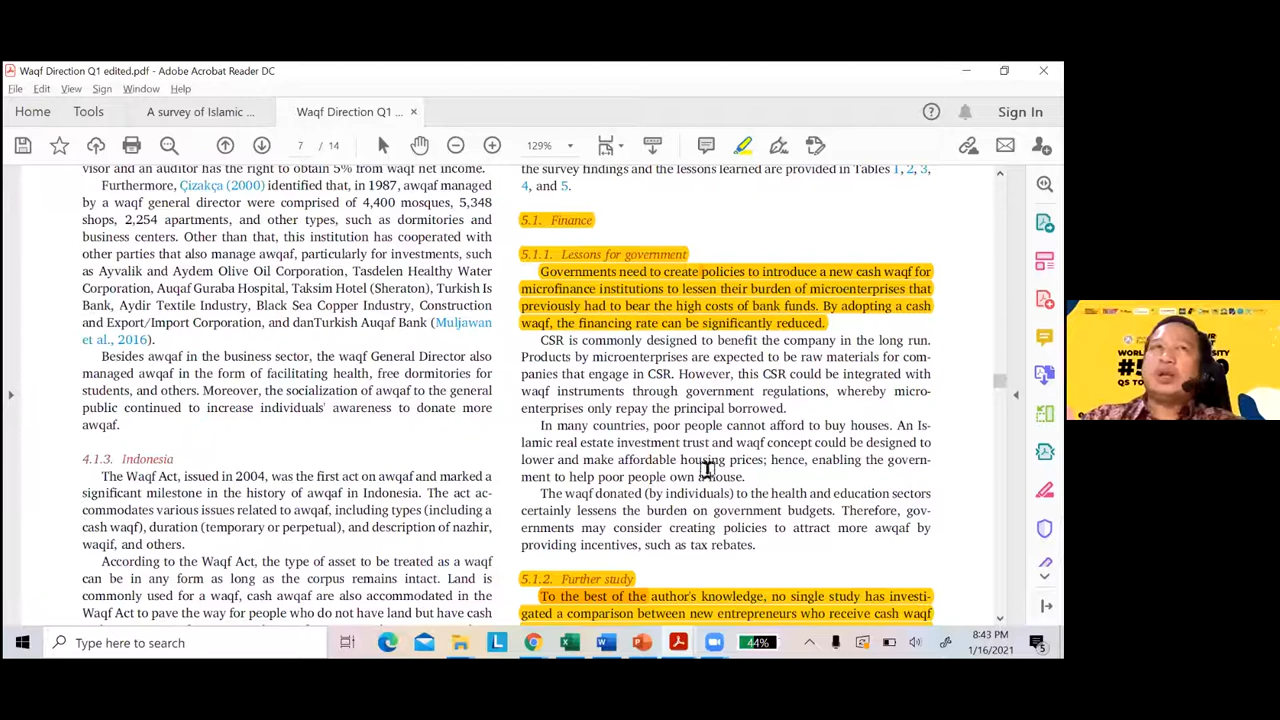 Waqf Direction Q1 edited.pdf - Adobe Acrobat Reader DC
File Edit View Window Help
Home Tools A survey of Islamic ... Waqf Direction Q1 ... × Sign In
7 / 14 129%
visor and an auditor has the right to obtain 5% from waqf net income.
Furthermore, Çizakça (2000) identified that, in 1987, awqaf managed
by a waqf general director were comprised of 4,400 mosques, 5,348
shops, 2,254 apartments, and other types, such as dormitories and
business centers. Other than that, this institution has cooperated with
other parties that also manage awqaf, particularly for investments, such
as Ayvalik and Aydem Olive Oil Corporation, Tasdelen Healthy Water
Corporation, Auqaf Guraba Hospital, Taksim Hotel (Sheraton), Turkish Is
Bank, Aydir Textile Industry, Black Sea Copper Industry, Construction
and Export/Import Corporation, and danTurkish Auqaf Bank (Muljawan
et al., 2016).
Besides awqaf in the business sector, the waqf General Director also
managed awqaf in the form of facilitating health, free dormitories for
students, and others. Moreover, the socialization of awqaf to the general
public continued to increase individuals' awareness to donate more
awqaf.
4.1.3. Indonesia
The Waqf Act, issued in 2004, was the first act on awqaf and marked a
significant milestone in the history of awqaf in Indonesia. The act ac-
commodates various issues related to awqaf, including types (including a
cash waqf), duration (temporary or perpetual), and description of nazhir,
waqif, and others.
According to the Waqf Act, the type of asset to be treated as a waqf
can be in any form as long as the corpus remains intact. Land is
commonly used for a waqf, cash awqaf are also accommodated in the
Waqf Act to pave the way for people who do not have land but have cash
the survey findings and the lessons learned are provided in Tables 1, 2, 3,
4, and 5.
5.1. Finance
5.1.1. Lessons for government
Governments need to create policies to introduce a new cash waqf for
microfinance institutions to lessen their burden of microenterprises that
previously had to bear the high costs of bank funds. By adopting a cash
waqf, the financing rate can be significantly reduced.
CSR is commonly designed to benefit the company in the long run.
Products by microenterprises are expected to be raw materials for com-
panies that engage in CSR. However, this CSR could be integrated with
waqf instruments through government regulations, whereby micro-
enterprises only repay the principal borrowed.
In many countries, poor people cannot afford to buy houses. An Is-
lamic real estate investment trust and waqf concept could be designed to
lower and make affordable housing prices; hence, enabling the govern-
ment to help poor people own a house.
The waqf donated (by individuals) to the health and education sectors
certainly lessens the burden on government budgets. Therefore, gov-
ernments may consider creating policies to attract more awqaf by
providing incentives, such as tax rebates.
5.1.2. Further study
To the best of the author's knowledge, no single study has investi-
gated a comparison between new entrepreneurs who receive cash waqf
Type here to search
44%
8:43 PM
1/16/2021
5